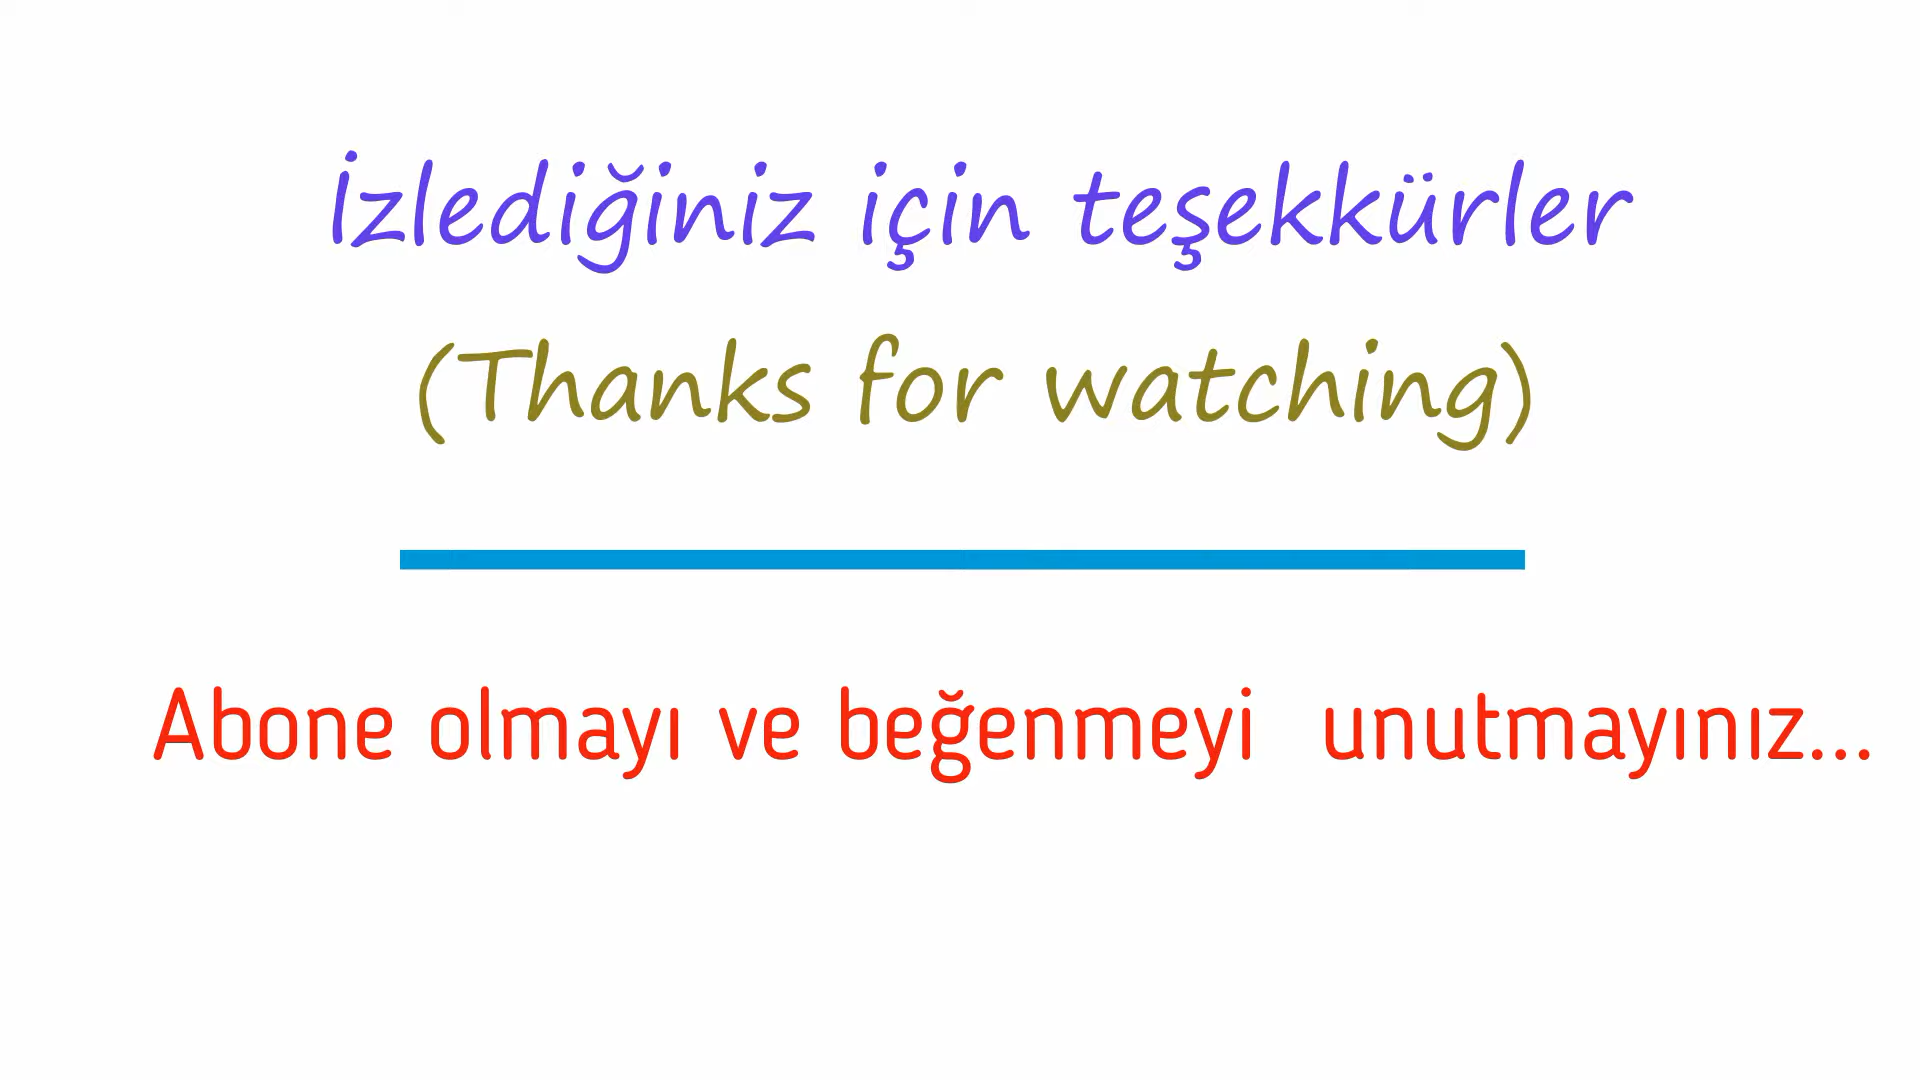 İzlediğiniz için teşekkürler
(Thanks for watching)
Abone olmayı ve beğenmeyi  unutmayınız...